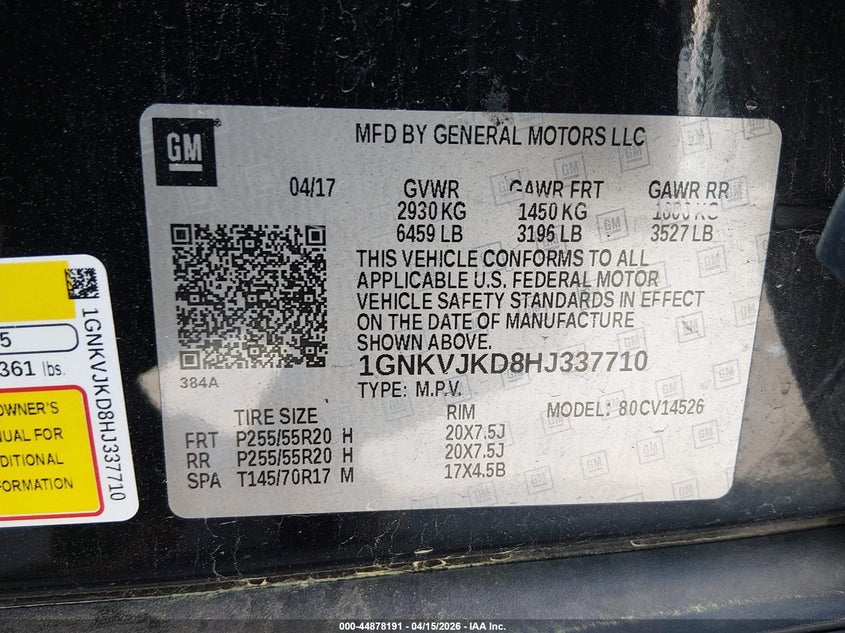 GM
MFD BY GENERAL MOTORS LLC
04/17 GVWR GAWR FRT GAWR RR
2930 KG 1450 KG 1600 KG
6459 LB 3196 LB 3527 LB
THIS VEHICLE CONFORMS TO ALL
APPLICABLE U.S. FEDERAL MOTOR
VEHICLE SAFETY STANDARDS IN EFFECT
ON THE DATE OF MANUFACTURE
SHOWN ABOVE.
1GNKVJKD8HJ337710
384A
TYPE: M.P.V.
TIRE SIZE RIM MODEL: 80CV14526
FRT P255/55R20 H 20X7.5J
RR P255/55R20 H 20X7.5J
SPA T145/70R17 M 17X4.5B
5
361 lbs.
OWNER'S
NUAL FOR
DITIONAL
FORMATION
1GNKVJKD8HJ337710
000-44878191 - 04/15/2026 - IAA Inc.